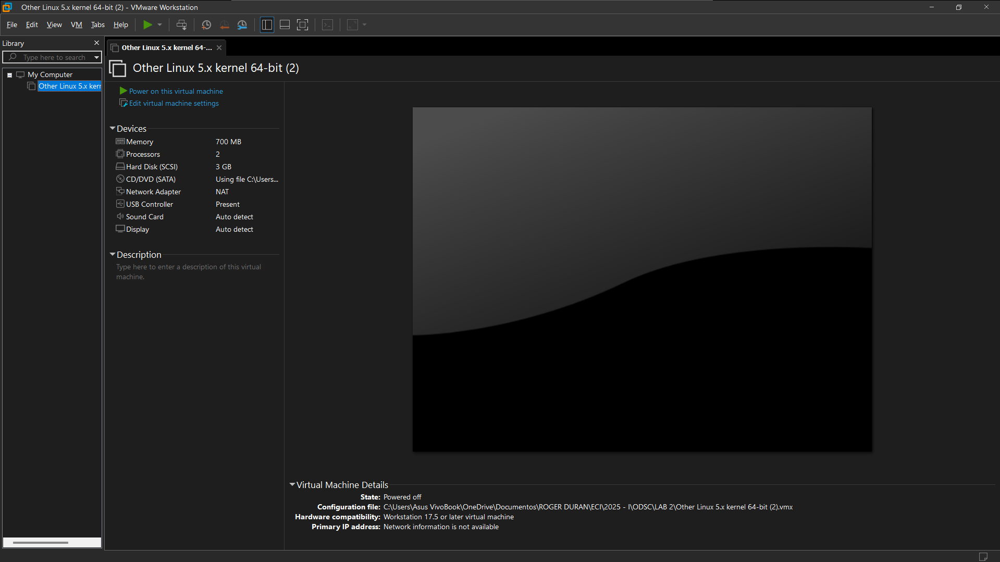 Other Linux 5.x kernel 64-bit (2) - VMware Workstation
File Edit View VM Tabs Help
Library
Type here to search
My Computer
Other Linux 5.x kern
Other Linux 5.x kernel 64-...
Other Linux 5.x kernel 64-bit (2)
Power on this virtual machine
Edit virtual machine settings
Devices
Memory 700 MB
Processors 2
Hard Disk (SCSI) 3 GB
CD/DVD (SATA) Using file C:\Users...
Network Adapter NAT
USB Controller Present
Sound Card Auto detect
Display Auto detect
Description
Type here to enter a description of this virtual
machine.
Virtual Machine Details
State: Powered off
Configuration file: C:\Users\Asus VivoBook\OneDrive\Documentos\ROGER DURAN\ECI\2025 - I\ODSC\LAB 2\Other Linux 5.x kernel 64-bit (2).vmx
Hardware compatibility: Workstation 17.5 or later virtual machine
Primary IP address: Network information is not available